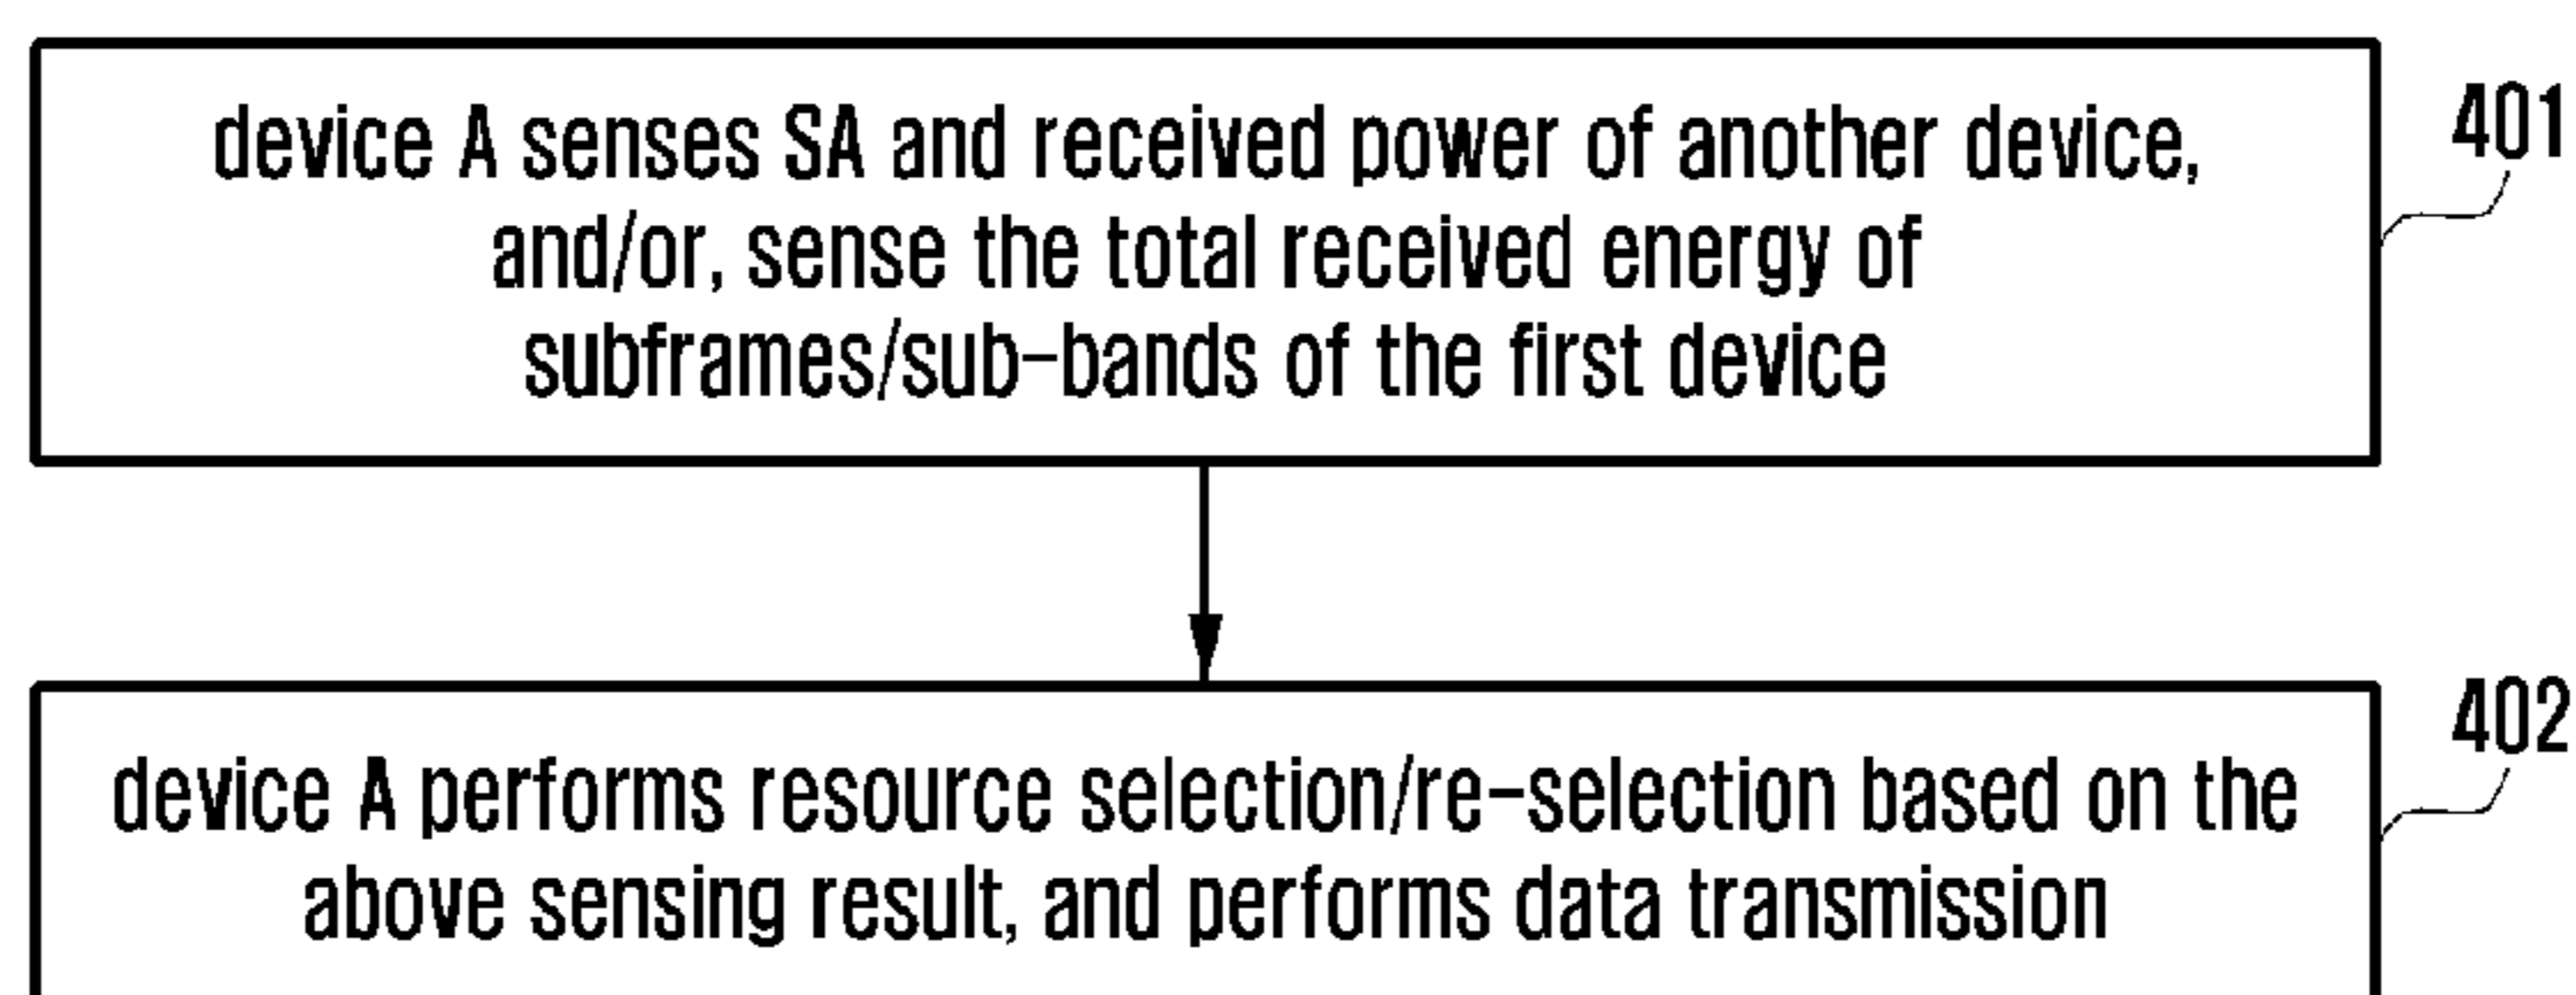 device A senses SA and received power of another device,
and/or, sense the total received energy of
subframes/sub-bands of the first device
401
device A performs resource selection/re-selection based on the
above sensing result, and performs data transmission
402